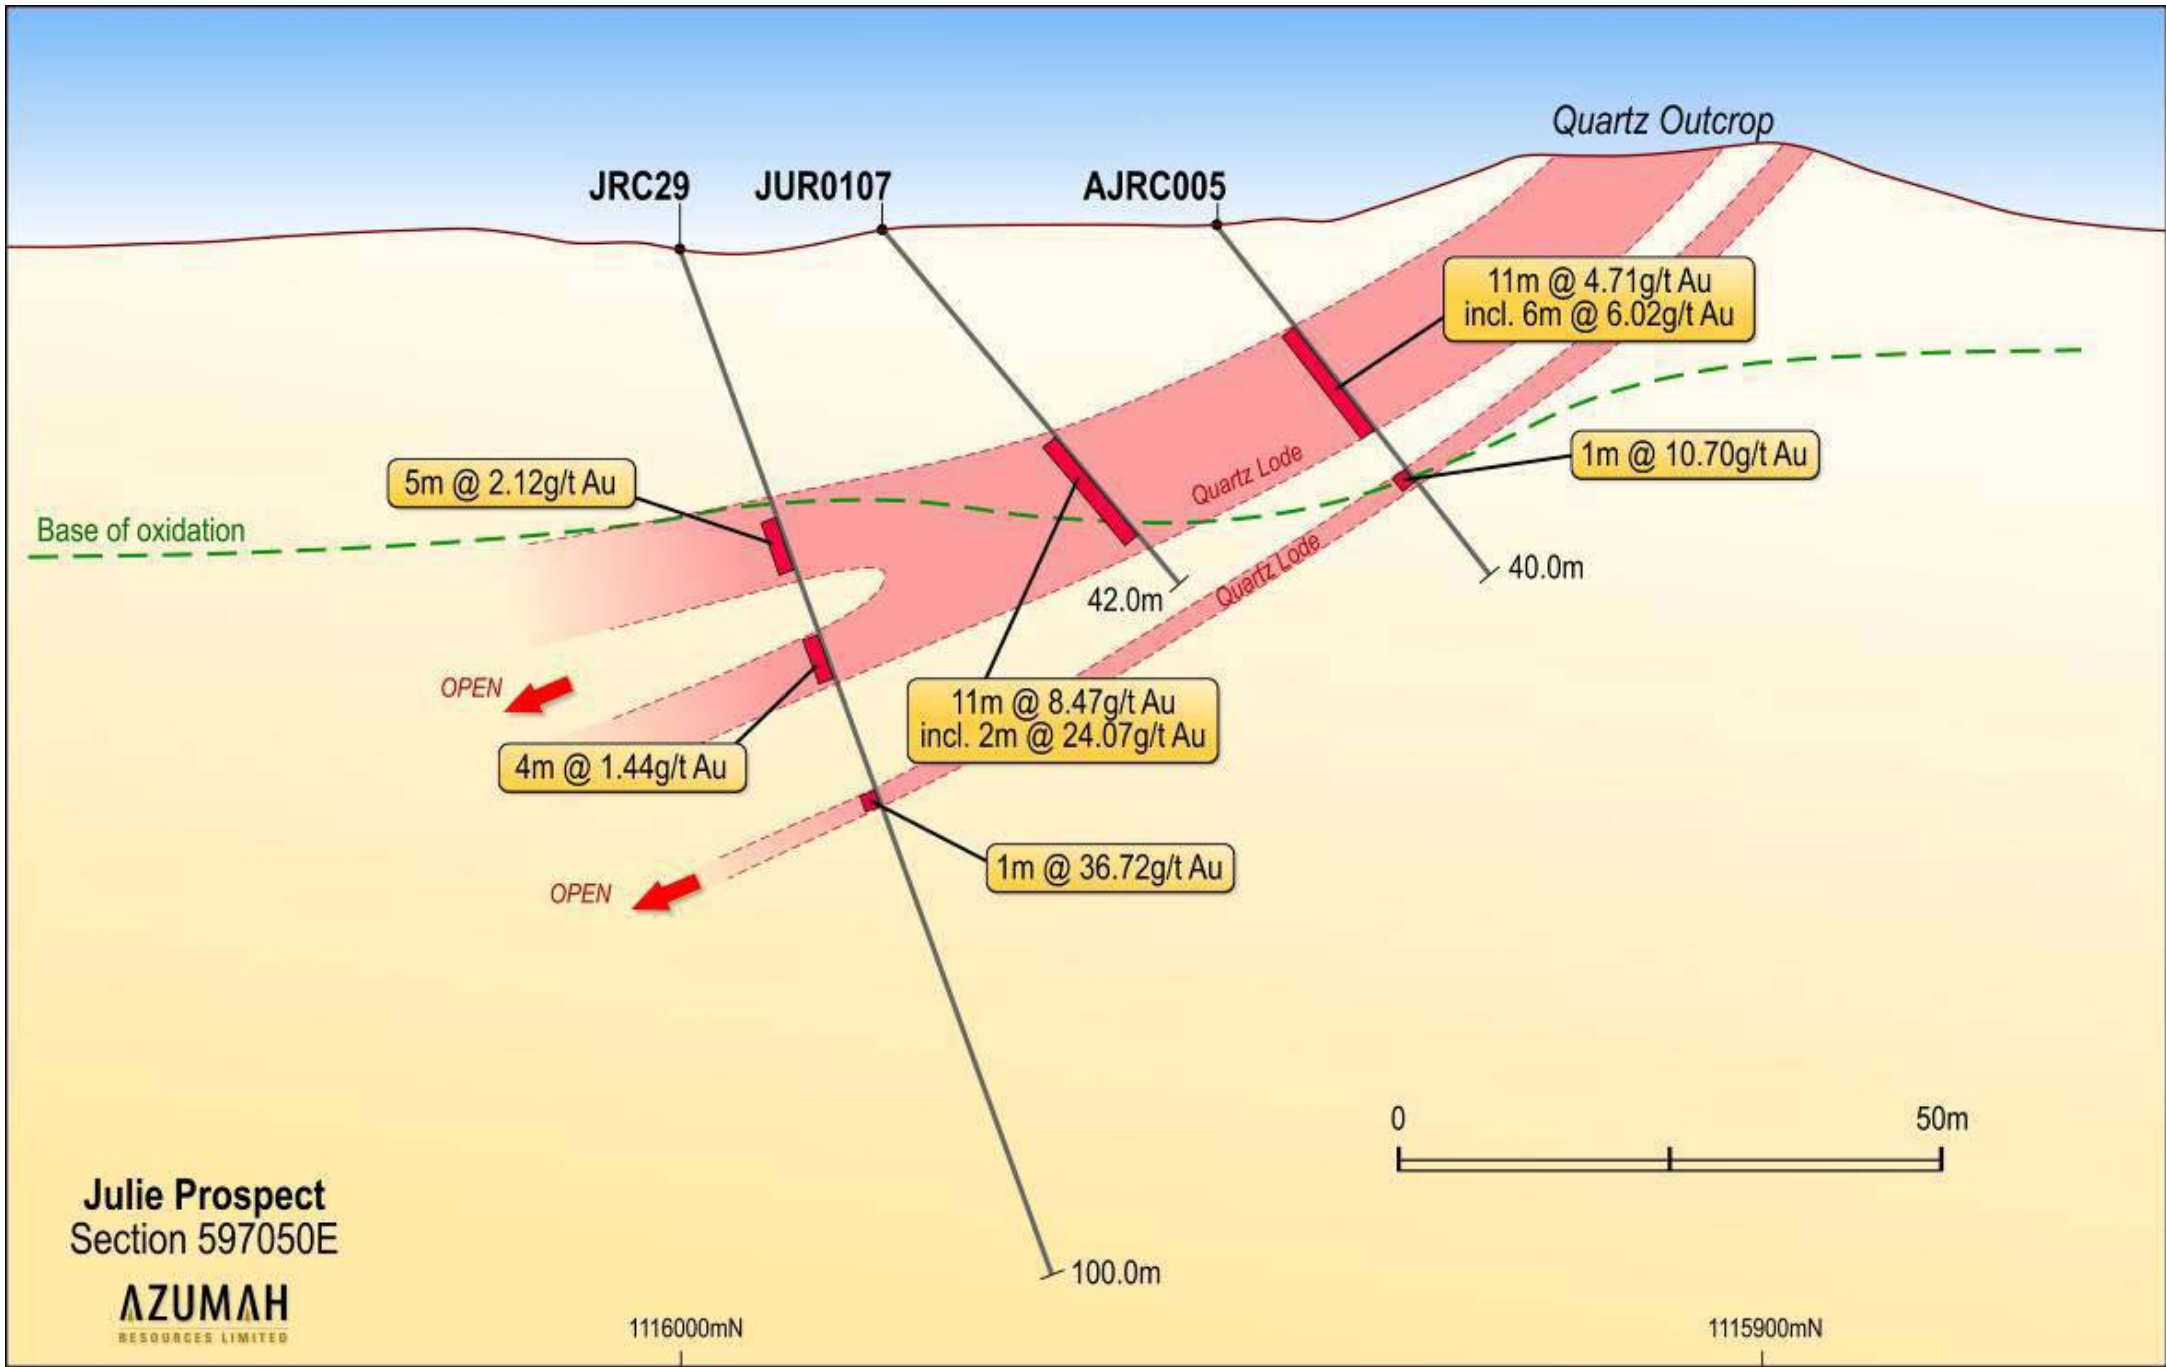 Quartz Outcrop
JRC29
JUR0107
AJRC005
11m @ 4.71g/t Au
incl. 6m @ 6.02g/t Au
1m @ 10.70g/t Au
5m @ 2.12g/t Au
Quartz Lode
Base of oxidation
Quartz Lode
40.0m
42.0m
OPEN
11m @ 8.47g/t Au
incl. 2m @ 24.07g/t Au
4m @ 1.44g/t Au
1m @ 36.72g/t Au
OPEN
0
50m
Julie Prospect
Section 597050E
100.0m
AZUMAH
RESOURCES LIMITED
1116000mN
1115900mN